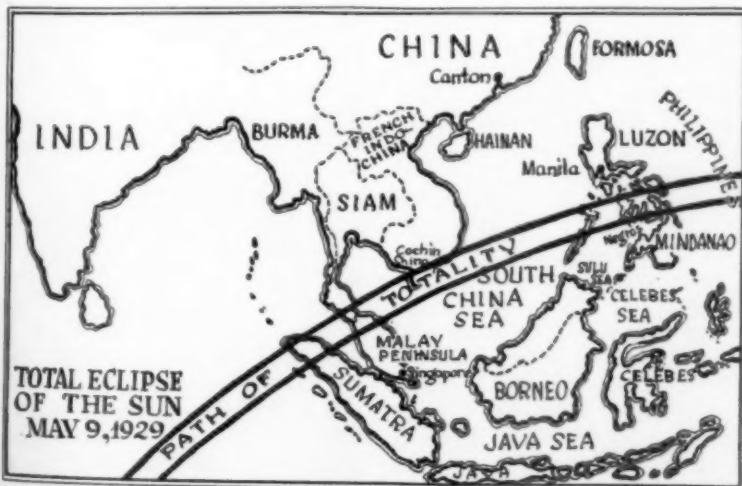 CHINA
FORMOSA
Canton
PHILIPPINES
INDIA
BURMA
FRENCH
INDO-
CHINA
HAINAN
LUZON
Manila
SIAM
Negros
MINDANAO
Cochin
China
SULU
SEA
SOUTH
CHINA
SEA
CELEBES
SEA
PATH OF TOTALITY
MALAY
PENINSULA
Singapore
SUMATRA
BORNEO
CELEBES
TOTAL ECLIPSE
OF THE SUN
MAY 9, 1929
JAVA SEA
JAVA